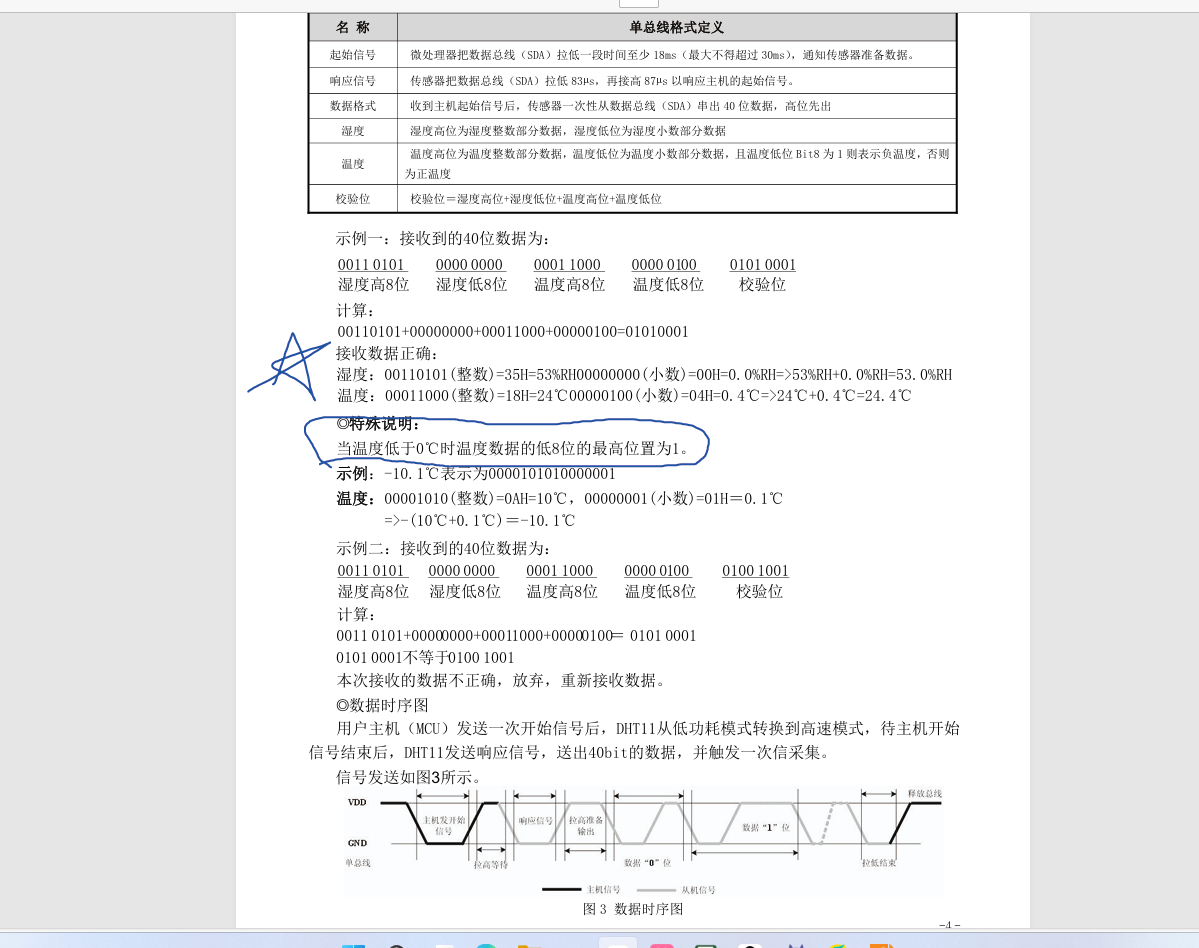 名 称 单总线格式定义
起始信号 微处理器把数据总线（SDA）拉低一段时间至少 18ms（最大不得超过 30ms），通知传感器准备数据。
响应信号 传感器把数据总线（SDA）拉低 83µs，再接高 87µs 以响应主机的起始信号。
数据格式 收到主机起始信号后，传感器一次性从数据总线（SDA）串出 40 位数据，高位先出
湿度 湿度高位为湿度整数部分数据，湿度低位为湿度小数部分数据
温度 温度高位为温度整数部分数据，温度低位为温度小数部分数据，且温度低位 Bit8 为 1 则表示负温度，否则
为正温度
校验位 校验位＝湿度高位+湿度低位+温度高位+温度低位
示例一：接收到的40位数据为：
0011 0101 0000 0000 0001 1000 0000 0100 0101 0001
湿度高8位 湿度低8位 温度高8位 温度低8位 校验位
计算：
00110101+00000000+00011000+00000100=01010001
接收数据正确：
湿度：00110101(整数)=35H=53%RH00000000(小数)=00H=0.0%RH=>53%RH+0.0%RH=53.0%RH
温度：00011000(整数)=18H=24℃00000100(小数)=04H=0.4℃=>24℃+0.4℃=24.4℃
◎特殊说明：
当温度低于0℃时温度数据的低8位的最高位置为1。
示例：-10.1℃表示为0000101010000001
温度：00001010(整数)=0AH=10℃，00000001(小数)=01H＝0.1℃
=>-(10℃+0.1℃)＝-10.1℃
示例二：接收到的40位数据为：
0011 0101 0000 0000 0001 1000 0000 0100 0100 1001
湿度高8位 湿度低8位 温度高8位 温度低8位 校验位
计算：
0011 0101+00000000+00011000+00000100= 0101 0001
0101 0001不等于0100 1001
本次接收的数据不正确，放弃，重新接收数据。
◎数据时序图
用户主机（MCU）发送一次开始信号后，DHT11从低功耗模式转换到高速模式，待主机开始
信号结束后，DHT11发送响应信号，送出40bit的数据，并触发一次信采集。
信号发送如图3所示。
VDD 释放总线
主机发开始 响应信号 拉高准备 数据“1”位
信号 输出
GND
单总线 拉高等待 数据“0”位 拉低结束
主机信号 从机信号
图 3 数据时序图
-4-